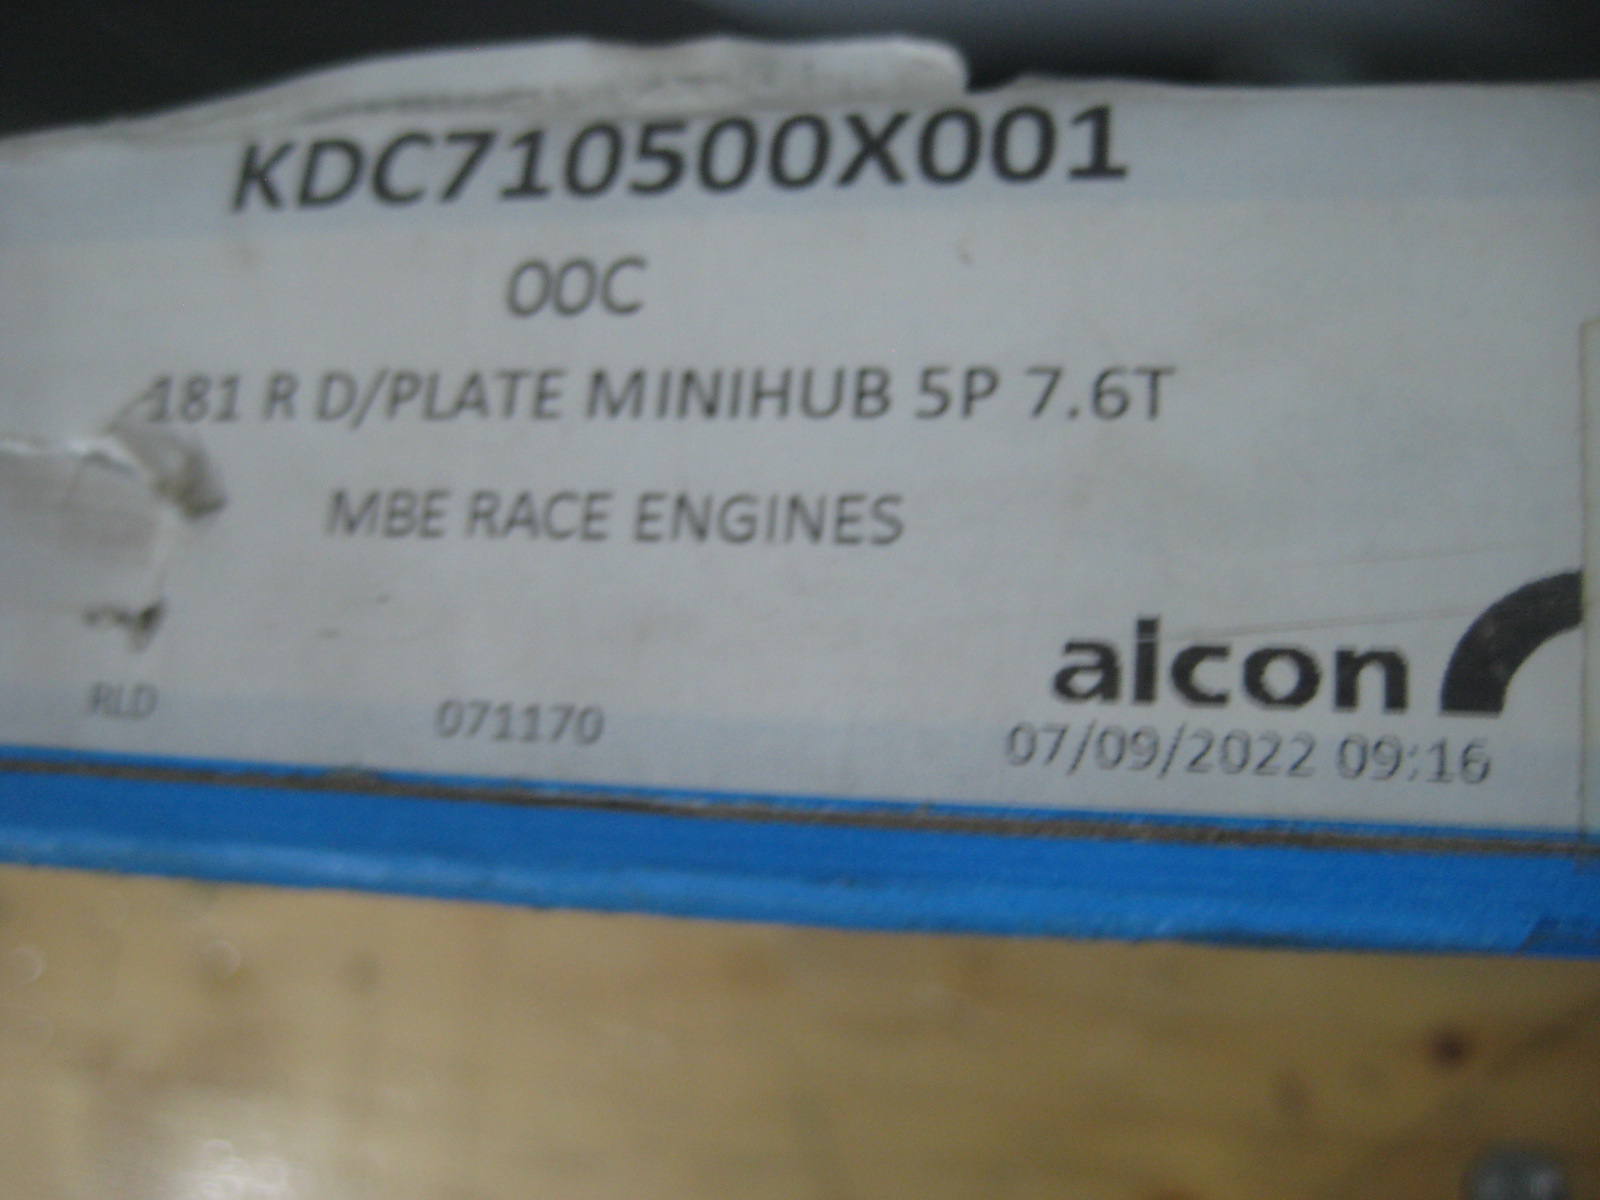 KDC710500X001
00C
181 R D/PLATE MINIHUB 5P 7.6T
MBE RACE ENGINES
alcon
RLD 071170 07/09/2022 09:16